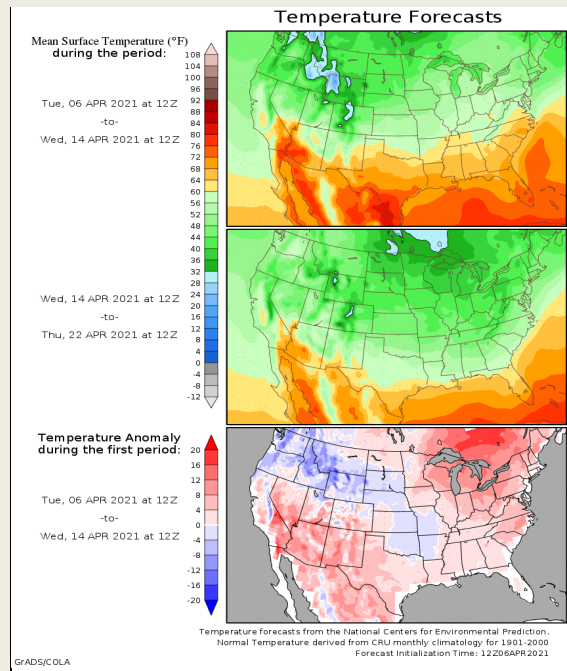 Temperature Forecasts
Mean Surface Temperature (°F)
during the period:
Tue, 06 APR 2021 at 12Z
-to-
Wed, 14 APR 2021 at 12Z
108
104
100
96
92
88
84
80
76
72
68
64
60
56
52
48
44
40
36
32
28
24
20
16
12
8
4
0
-4
-8
-12
Wed, 14 APR 2021 at 12Z
-to-
Thu, 22 APR 2021 at 12Z
Temperature Anomaly
during the first period:
Tue, 06 APR 2021 at 12Z
-to-
Wed, 14 APR 2021 at 12Z
20
16
12
8
4
0
-4
-8
-12
-16
-20
Temperature forecasts from the National Centers for Environmental Prediction.
Normal Temperature derived from CRU monthly climatology for 1901-2000
Forecast Initialization Time: 12Z06APR2021
GrADS/COLA